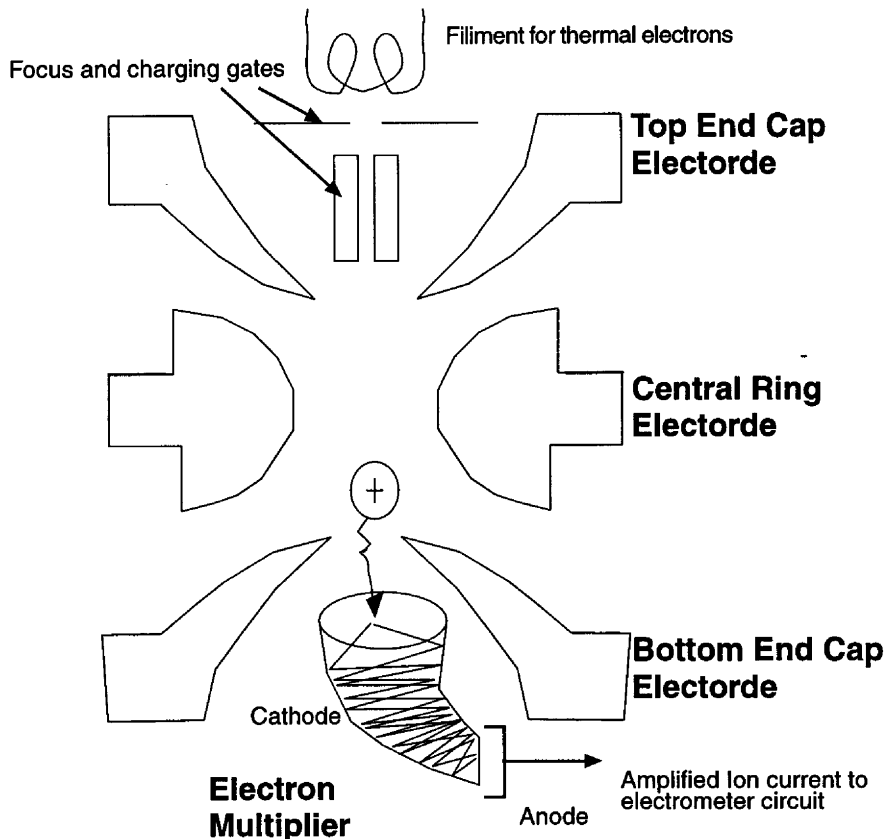 Filiment for thermal electrons
Focus and charging gates
Top End Cap
Electorde
Central Ring
Electorde
+
Bottom End Cap
Electorde
Cathode
Electron
Multiplier
Anode
Amplified Ion current to
electrometer circuit